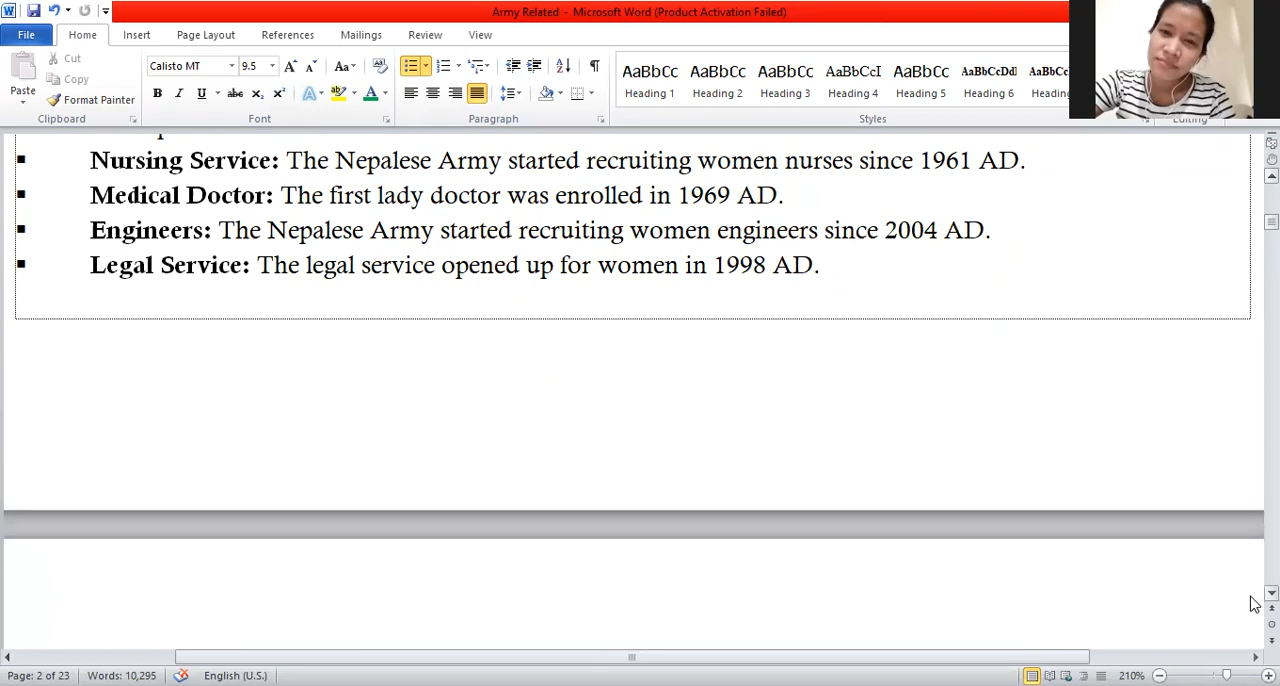 Army Related - Microsoft Word (Product Activation Failed)
File Home Insert Page Layout References Mailings Review View
Cut
Copy
Format Painter
Paste
Clipboard
Calisto MT 9.5
Font
Paragraph
AaBbCc AaBbCc AaBbCc AaBbCcI AaBbCc AaBbCcDd AaBbCc
Heading 1 Heading 2 Heading 3 Heading 4 Heading 5 Heading 6
Styles
Editing
Nursing Service: The Nepalese Army started recruiting women nurses since 1961 AD.
Medical Doctor: The first lady doctor was enrolled in 1969 AD.
Engineers: The Nepalese Army started recruiting women engineers since 2004 AD.
Legal Service: The legal service opened up for women in 1998 AD.
Page: 2 of 23 Words: 10,295 English (U.S.) 210%